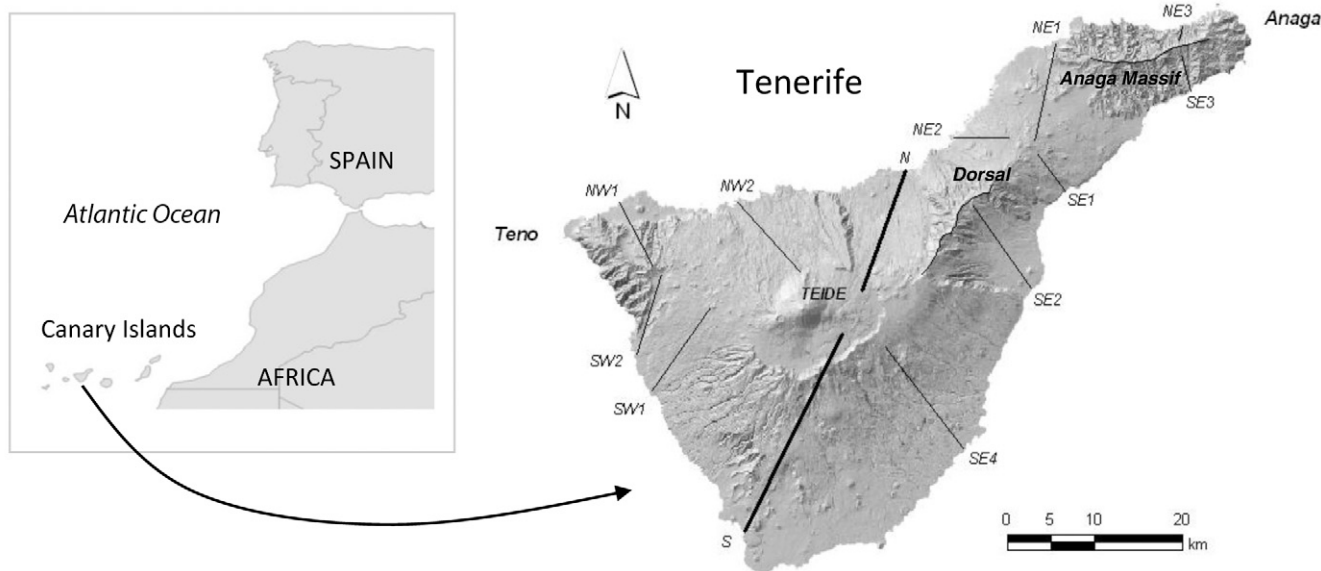 SPAIN
Atlantic Ocean
Canary Islands
AFRICA
N
Tenerife
NE1
NE3
Anaga
Anaga Massif
SE3
NE2
N
Dorsal
SE1
NW1
NW2
Teno
TEIDE
SE2
SW2
SW1
SE4
S
0 5 10 20
km